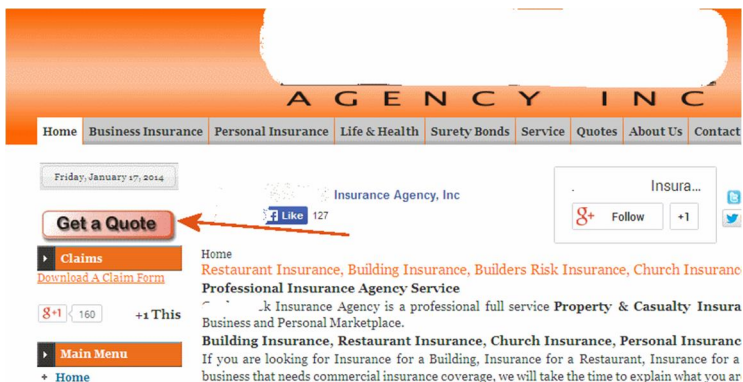 AGENCY INC
Home Business Insurance Personal Insurance Life & Health Surety Bonds Service Quotes About Us Contact
Friday, January 17, 2014
Insurance Agency, Inc
Like 127
Insura...
g+ Follow +1
Get a Quote
Claims
Download A Claim Form
g+1 160 +1 This
Main Menu
+ Home
Home
Restaurant Insurance, Building Insurance, Builders Risk Insurance, Church Insuranc
Professional Insurance Agency Service
k Insurance Agency is a professional full service Property & Casualty Insura
Business and Personal Marketplace.
Building Insurance, Restaurant Insurance, Church Insurance, Personal Insuranc
If you are looking for Insurance for a Building, Insurance for a Restaurant, Insurance for a
business that needs commercial insurance coverage, we will take the time to explain what you ar